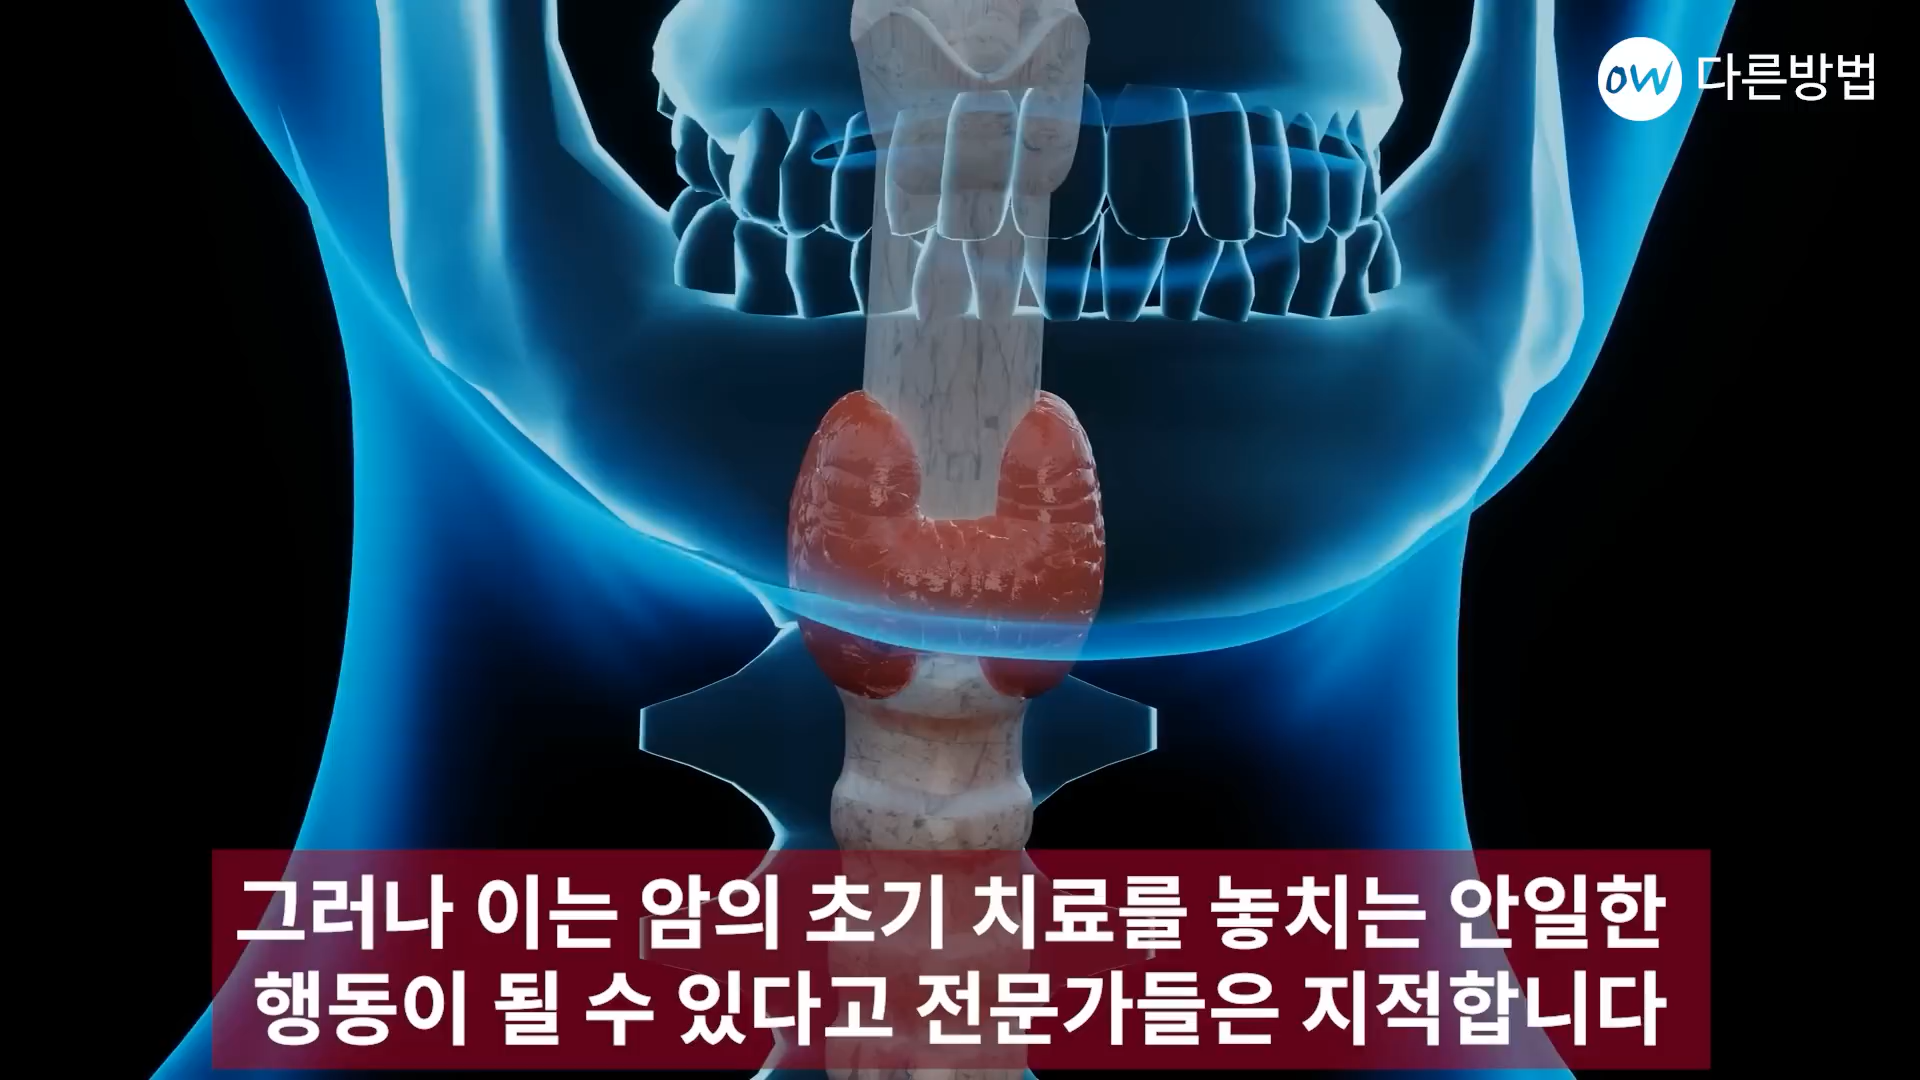 ow 다른방법
그러나 이는 암의 초기 치료를 놓치는 안일한
행동이 될 수 있다고 전문가들은 지적합니다